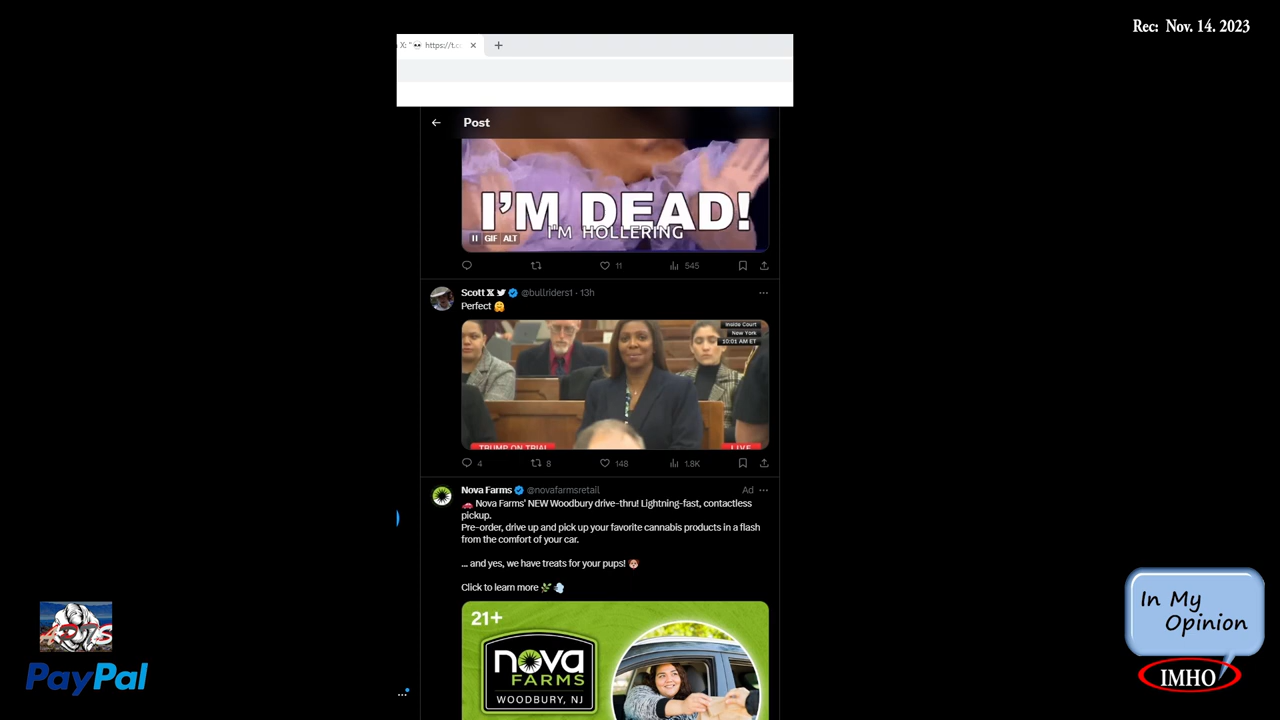 Rec: Nov. 14. 2023
X: " https://t.c
Post
I'M DEAD!
I'M HOLLERING
GIF ALT
11 545
Scott X @bullriders1 · 13h
Perfect
Inside Court
New York
10:01 AM ET
TRUMP ON TRIAL
LIVE
4 8 148 1.8K
Nova Farms @novafarmsretail Ad
Nova Farms' NEW Woodbury drive-thru! Lightning-fast, contactless
pickup.
Pre-order, drive up and pick up your favorite cannabis products in a flash
from the comfort of your car.
... and yes, we have treats for your pups!
Click to learn more
21+
nova
FARMS
WOODBURY, NJ
PayPal
In My
Opinion
IMHO